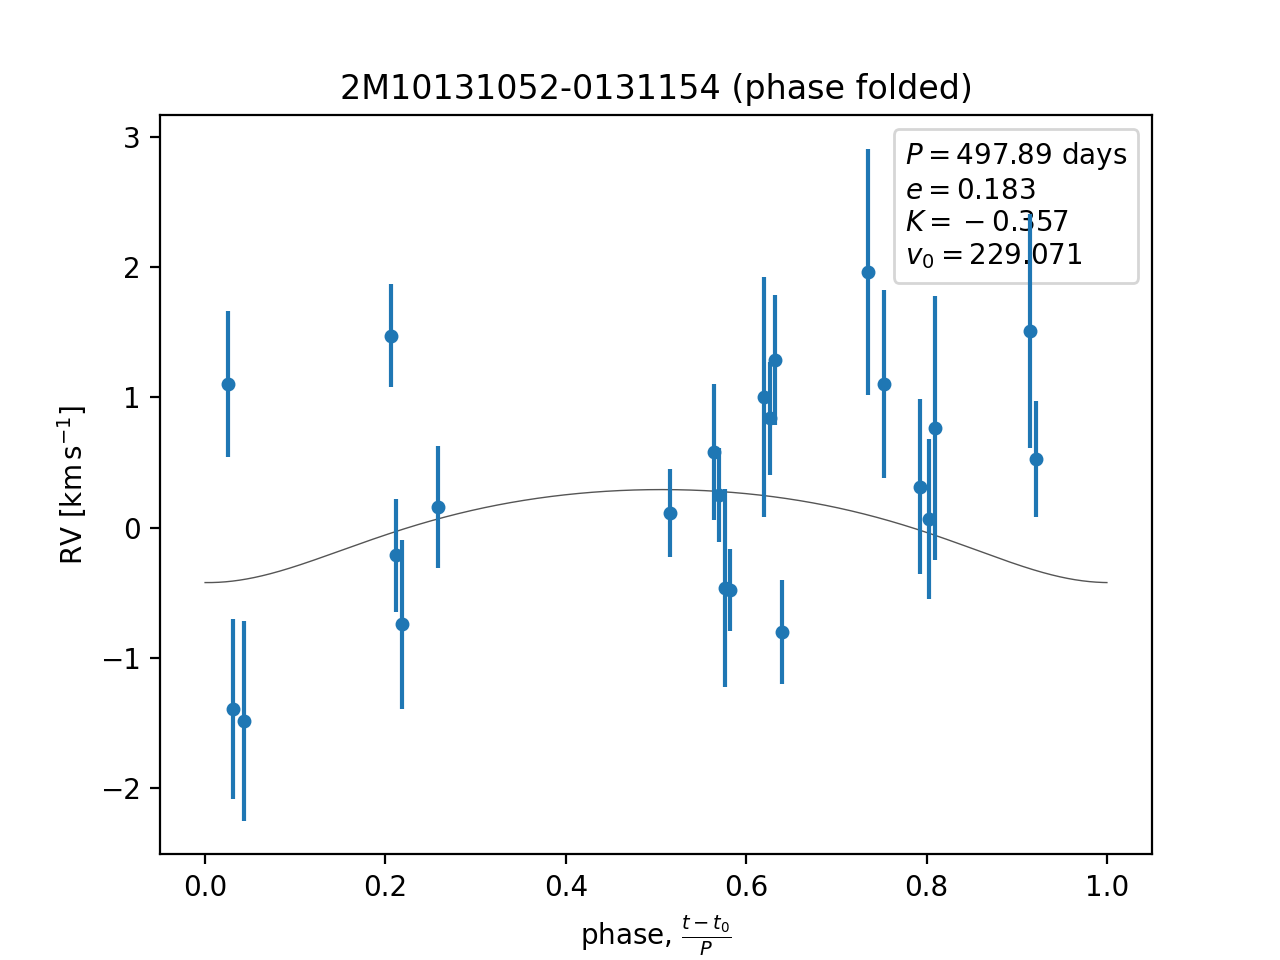 2M10131052-0131154 (phase folded)
P = 497.89 days
e = 0.183
K = −0.357
v₀ = 229.071
3
2
1
0
−1
−2
RV [km s⁻¹]
0.0 0.2 0.4 0.6 0.8 1.0
phase, (t − t₀)/P